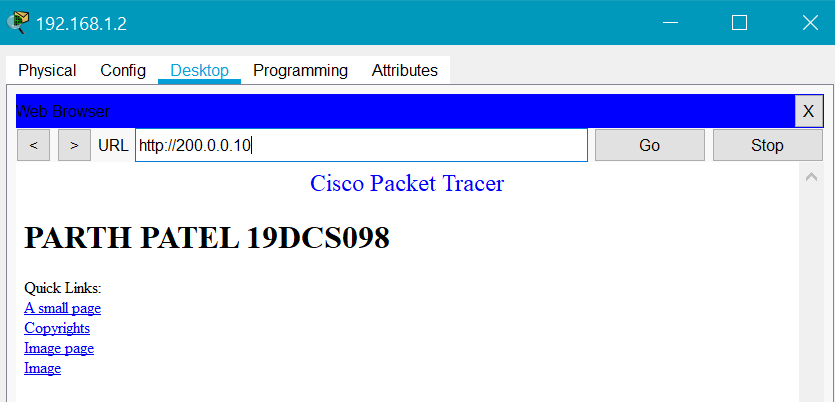 192.168.1.2
Physical Config Desktop Programming Attributes
Web Browser X
< > URL http://200.0.0.10 Go Stop
Cisco Packet Tracer
PARTH PATEL 19DCS098
Quick Links:
A small page
Copyrights
Image page
Image